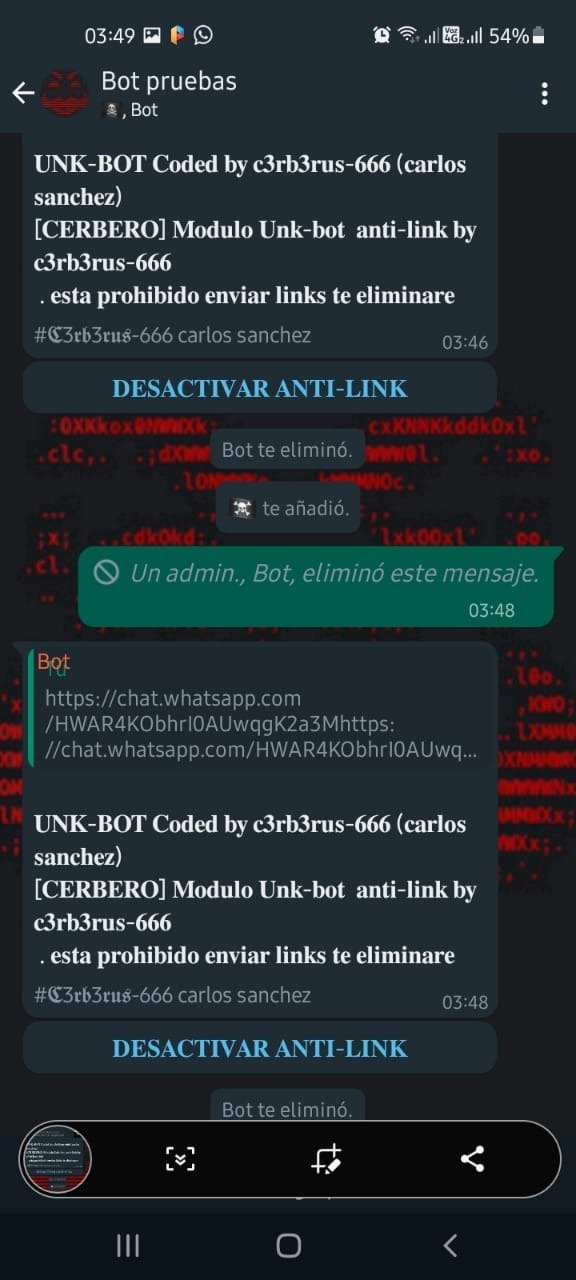 03:49
54%
Bot pruebas
☠️, Bot
UNK-BOT Coded by c3rb3rus-666 (carlos
sanchez)
[CERBERO] Modulo Unk-bot anti-link by
c3rb3rus-666
. esta prohibido enviar links te eliminare
#ℭ3𝔯𝔟3𝔯𝔲𝔰-666 carlos sanchez
03:46
DESACTIVAR ANTI-LINK
Bot te eliminó.
☠️ te añadió.
Un admin., Bot, eliminó este mensaje.
03:48
Bot
Tú
https://chat.whatsapp.com
/HWAR4KObhrI0AUwqgK2a3Mhttps:
//chat.whatsapp.com/HWAR4KObhrI0AUwq...
UNK-BOT Coded by c3rb3rus-666 (carlos
sanchez)
[CERBERO] Modulo Unk-bot anti-link by
c3rb3rus-666
. esta prohibido enviar links te eliminare
#ℭ3𝔯𝔟3𝔯𝔲𝔰-666 carlos sanchez
03:48
DESACTIVAR ANTI-LINK
Bot te eliminó.